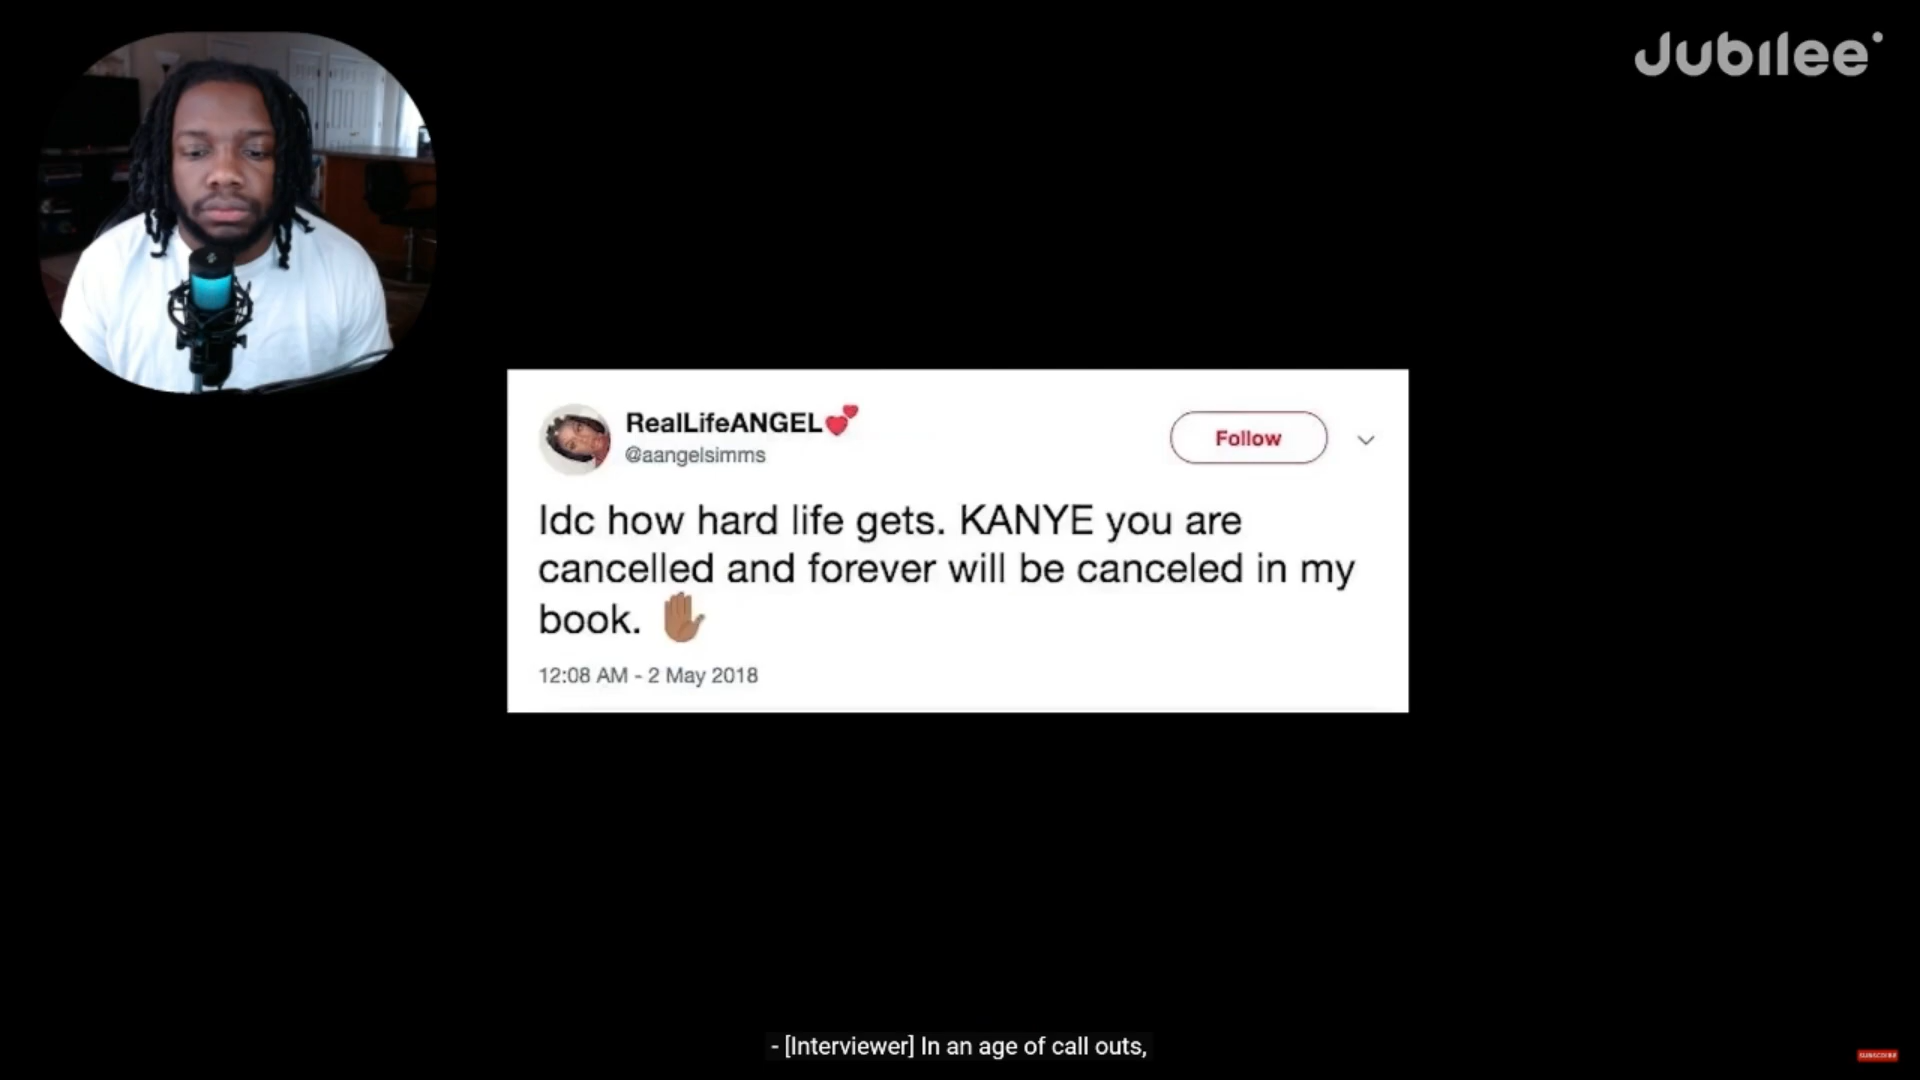 Jubilee
RealLifeANGEL
@aangelsimms
Follow
Idc how hard life gets. KANYE you are
cancelled and forever will be canceled in my
book.
12:08 AM - 2 May 2018
- [Interviewer] In an age of call outs,
SUBSCRIBE